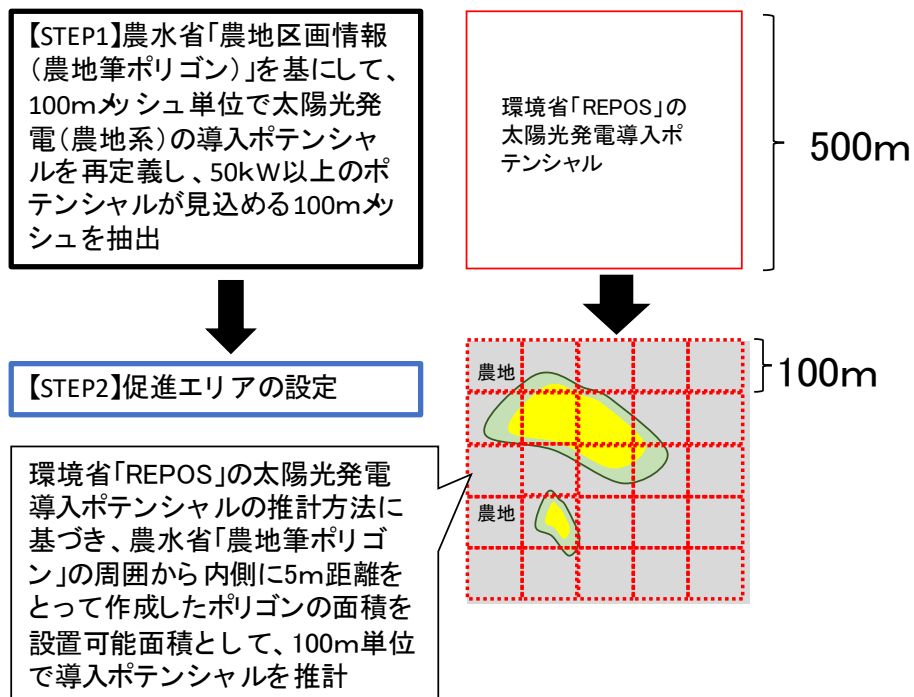 【STEP1】農水省「農地区画情報
(農地筆ポリゴン)」を基にして、
100mメッシュ単位で太陽光発
電(農地系)の導入ポテンシャ
ルを再定義し、50kW以上のポ
テンシャルが見込める100mメッ
シュを抽出
【STEP2】促進エリアの設定
環境省「REPOS」の太陽光発電
導入ポテンシャルの推計方法に
基づき、農水省「農地筆ポリゴ
ン」の周囲から内側に5m距離を
とって作成したポリゴンの面積を
設置可能面積として、100m単位
で導入ポテンシャルを推計
環境省「REPOS」の
太陽光発電導入ポ
テンシャル
500m
100m
農地
農地